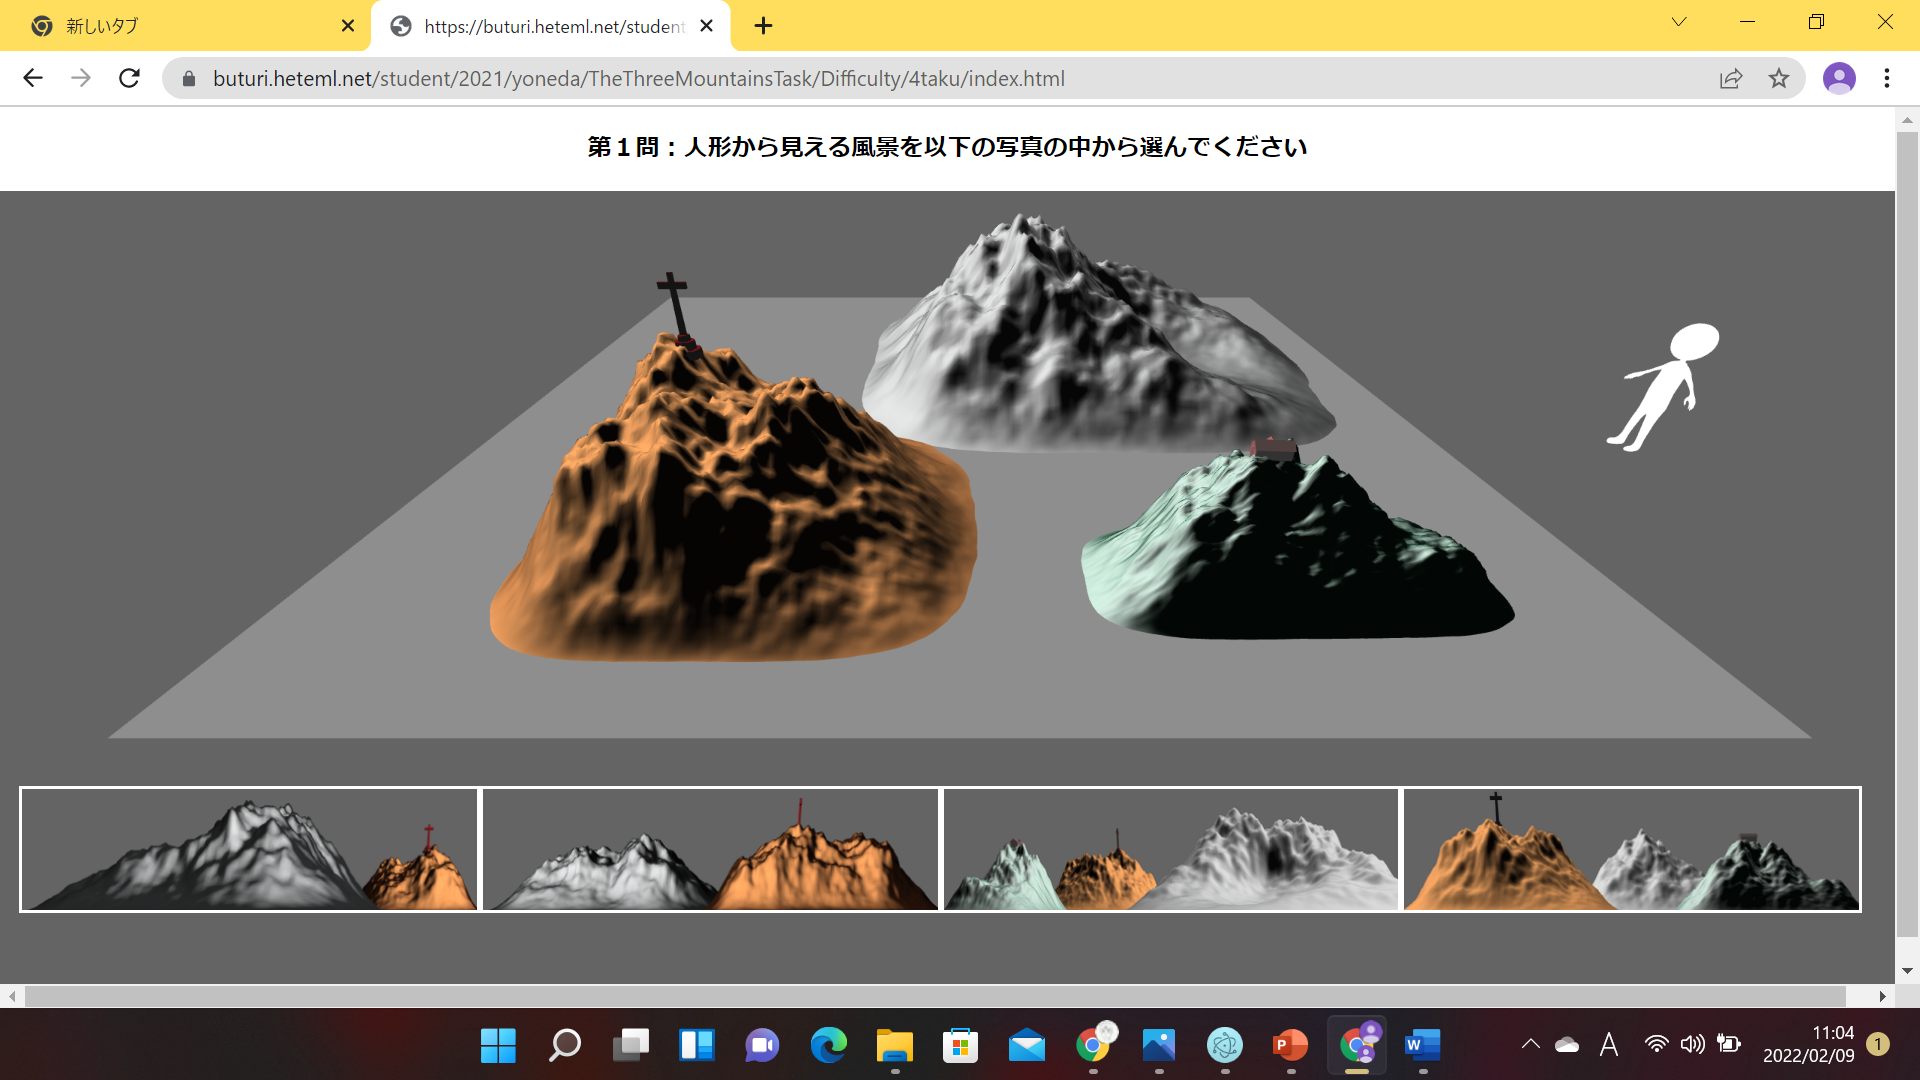 新しいタブ
https://buturi.heteml.net/student
buturi.heteml.net/student/2021/yoneda/TheThreeMountainsTask/Difficulty/4taku/index.html
第１問：人形から見える風景を以下の写真の中から選んでください
P
W
A
11:04
2022/02/09
1